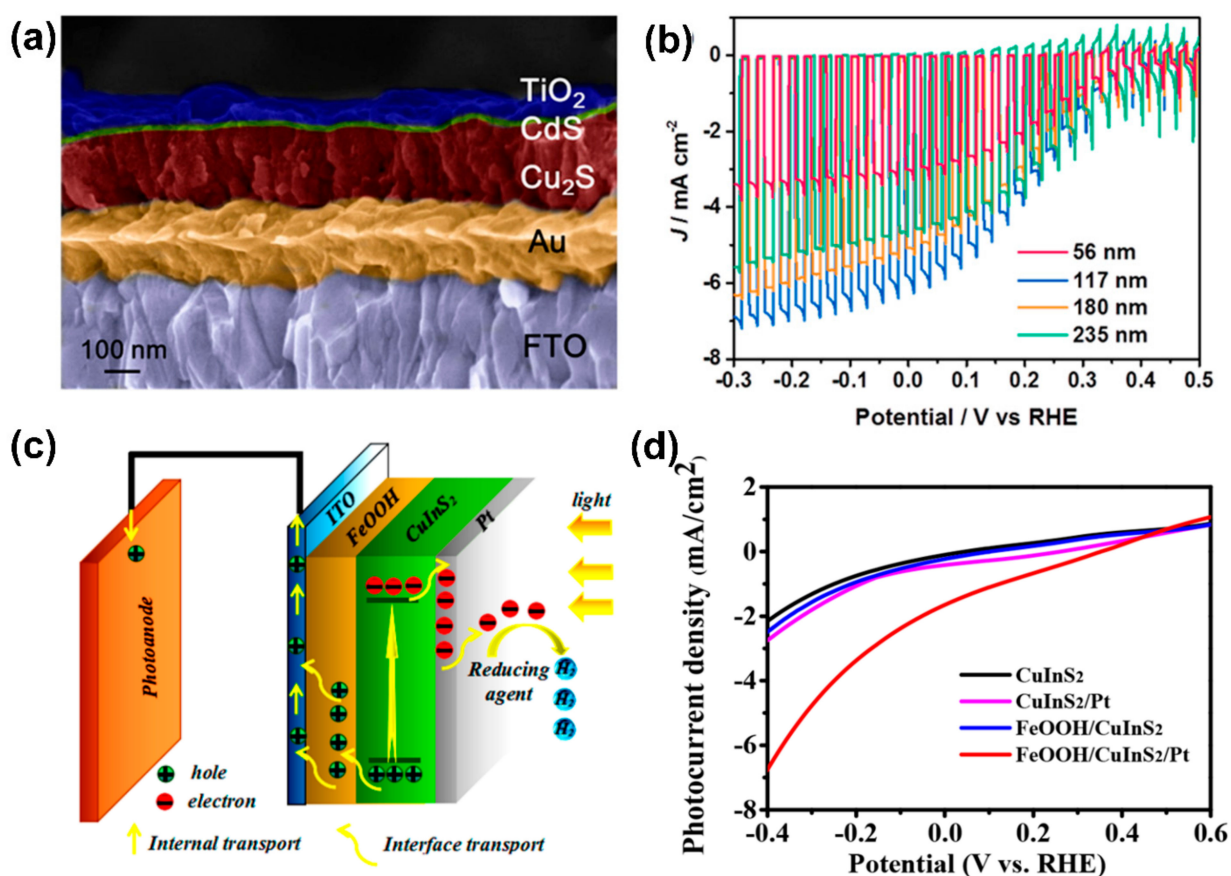 (a)
TiO₂
CdS
Cu₂S
Au
FTO
100 nm
(b)
J / mA cm⁻²
0
-2
-4
-6
-8
56 nm
117 nm
180 nm
235 nm
-0.3 -0.2 -0.1 0.0 0.1 0.2 0.3 0.4 0.5
Potential / V vs RHE
(c)
Photoanode
ITO
FeOOH
CuInS₂
Pt
light
Reducing
agent
H₂
H₂
H₂
hole
electron
Internal transport
Interface transport
(d)
Photocurrent density (mA/cm²)
2
0
-2
-4
-6
-8
CuInS₂
CuInS₂/Pt
FeOOH/CuInS₂
FeOOH/CuInS₂/Pt
-0.4 -0.2 0.0 0.2 0.4 0.6
Potential (V vs. RHE)